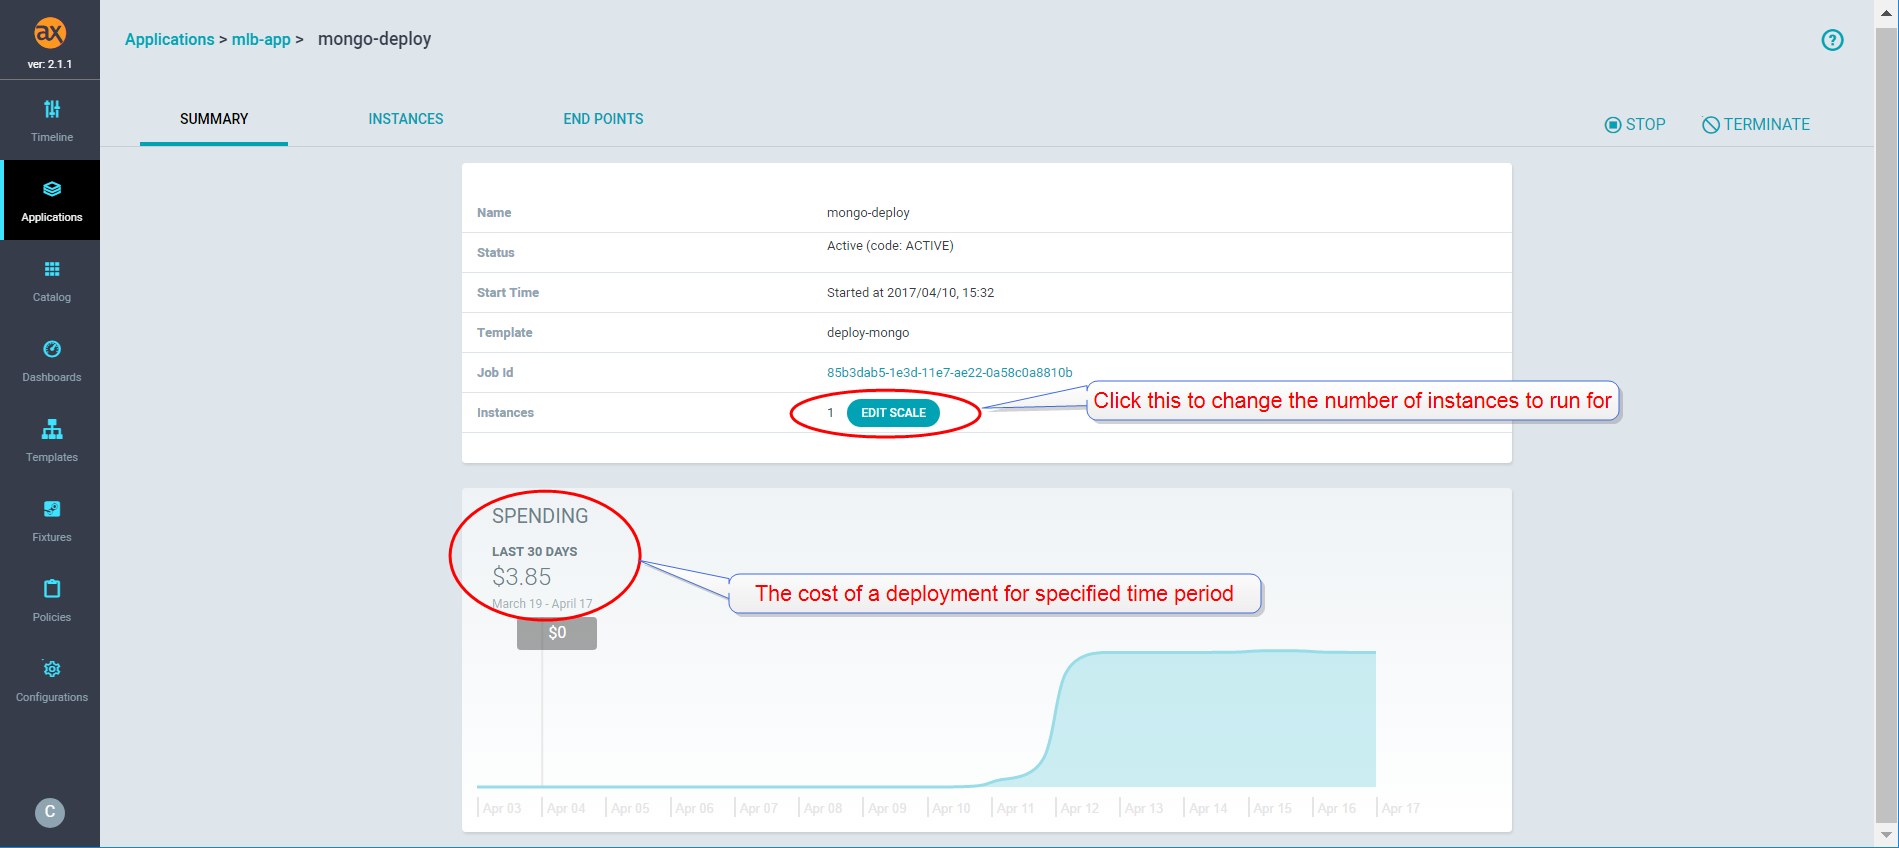 ax
ver: 2.1.1
Timeline
Applications
Catalog
Dashboards
Templates
Fixtures
Policies
Configurations
C
Applications > mlb-app > mongo-deploy
?
SUMMARY INSTANCES END POINTS
STOP TERMINATE
Name mongo-deploy
Status Active (code: ACTIVE)
Start Time Started at 2017/04/10, 15:32
Template deploy-mongo
Job Id 85b3dab5-1e3d-11e7-ae22-0a58c0a8810b
Instances 1 EDIT SCALE
Click this to change the number of instances to run for
SPENDING
LAST 30 DAYS
$3.85
March 19 - April 17
The cost of a deployment for specified time period
$0
Apr 03 Apr 04 Apr 05 Apr 06 Apr 07 Apr 08 Apr 09 Apr 10 Apr 11 Apr 12 Apr 13 Apr 14 Apr 15 Apr 16 Apr 17